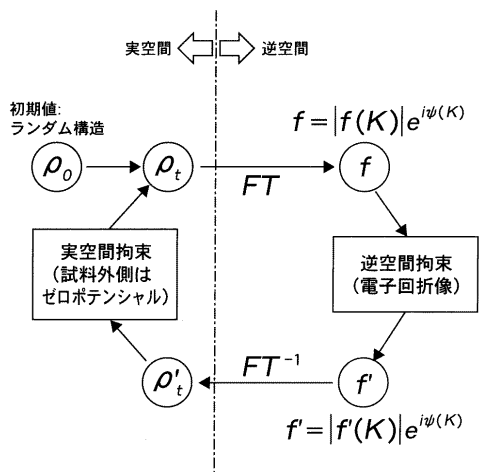 実空間 逆空間
初期値:
ランダム構造
f = |f(K)|e^{iψ(K)}
ρ₀ ρₜ FT f
実空間拘束
(試料外側は
ゼロポテンシャル)
逆空間拘束
(電子回折像)
ρ'ₜ FT⁻¹ f'
f' = |f'(K)|e^{iψ(K)}